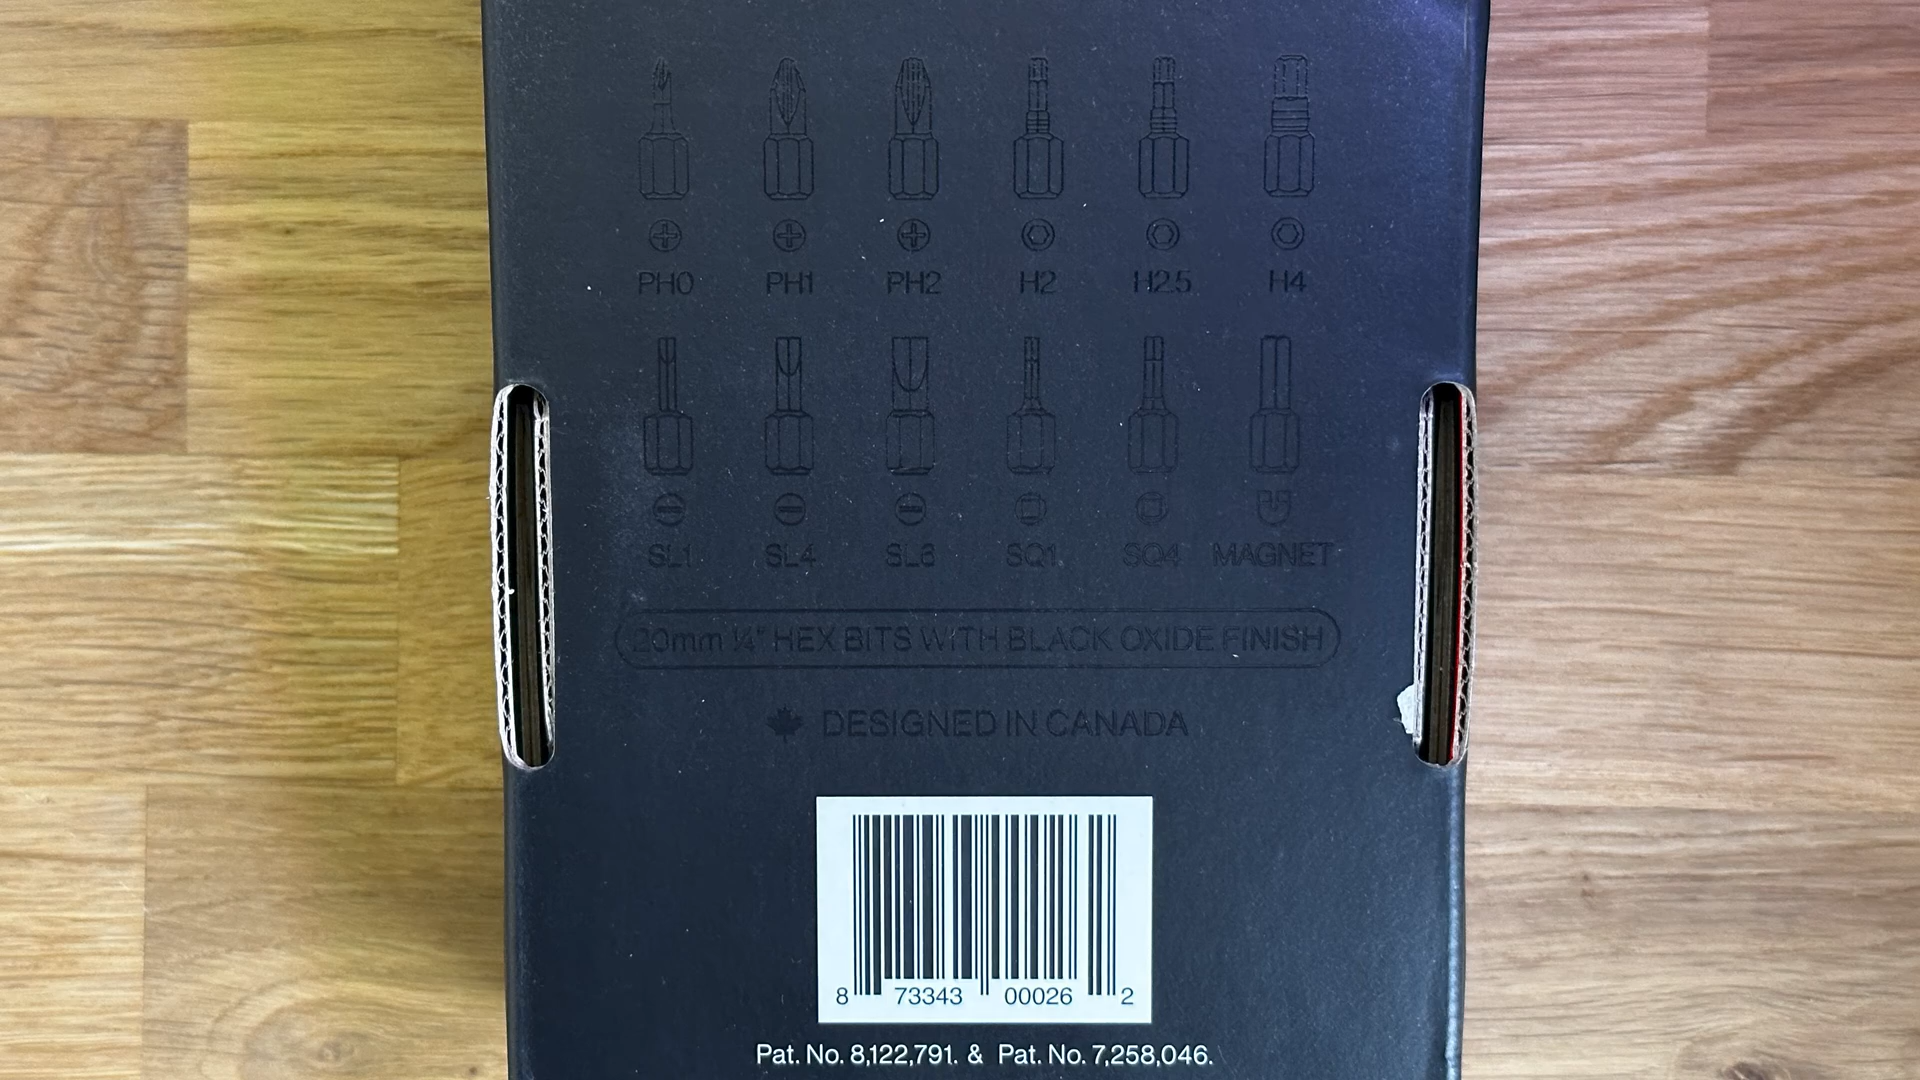 PH0 PH1 PH2 H2 H2.5 H4
SL1 SL4 SL6 SQ1 SQ4 MAGNET
20mm ¼" HEX BITS WITH BLACK OXIDE FINISH
DESIGNED IN CANADA
8 73343 00026 2
Pat. No. 8,122,791. & Pat. No. 7,258,046.